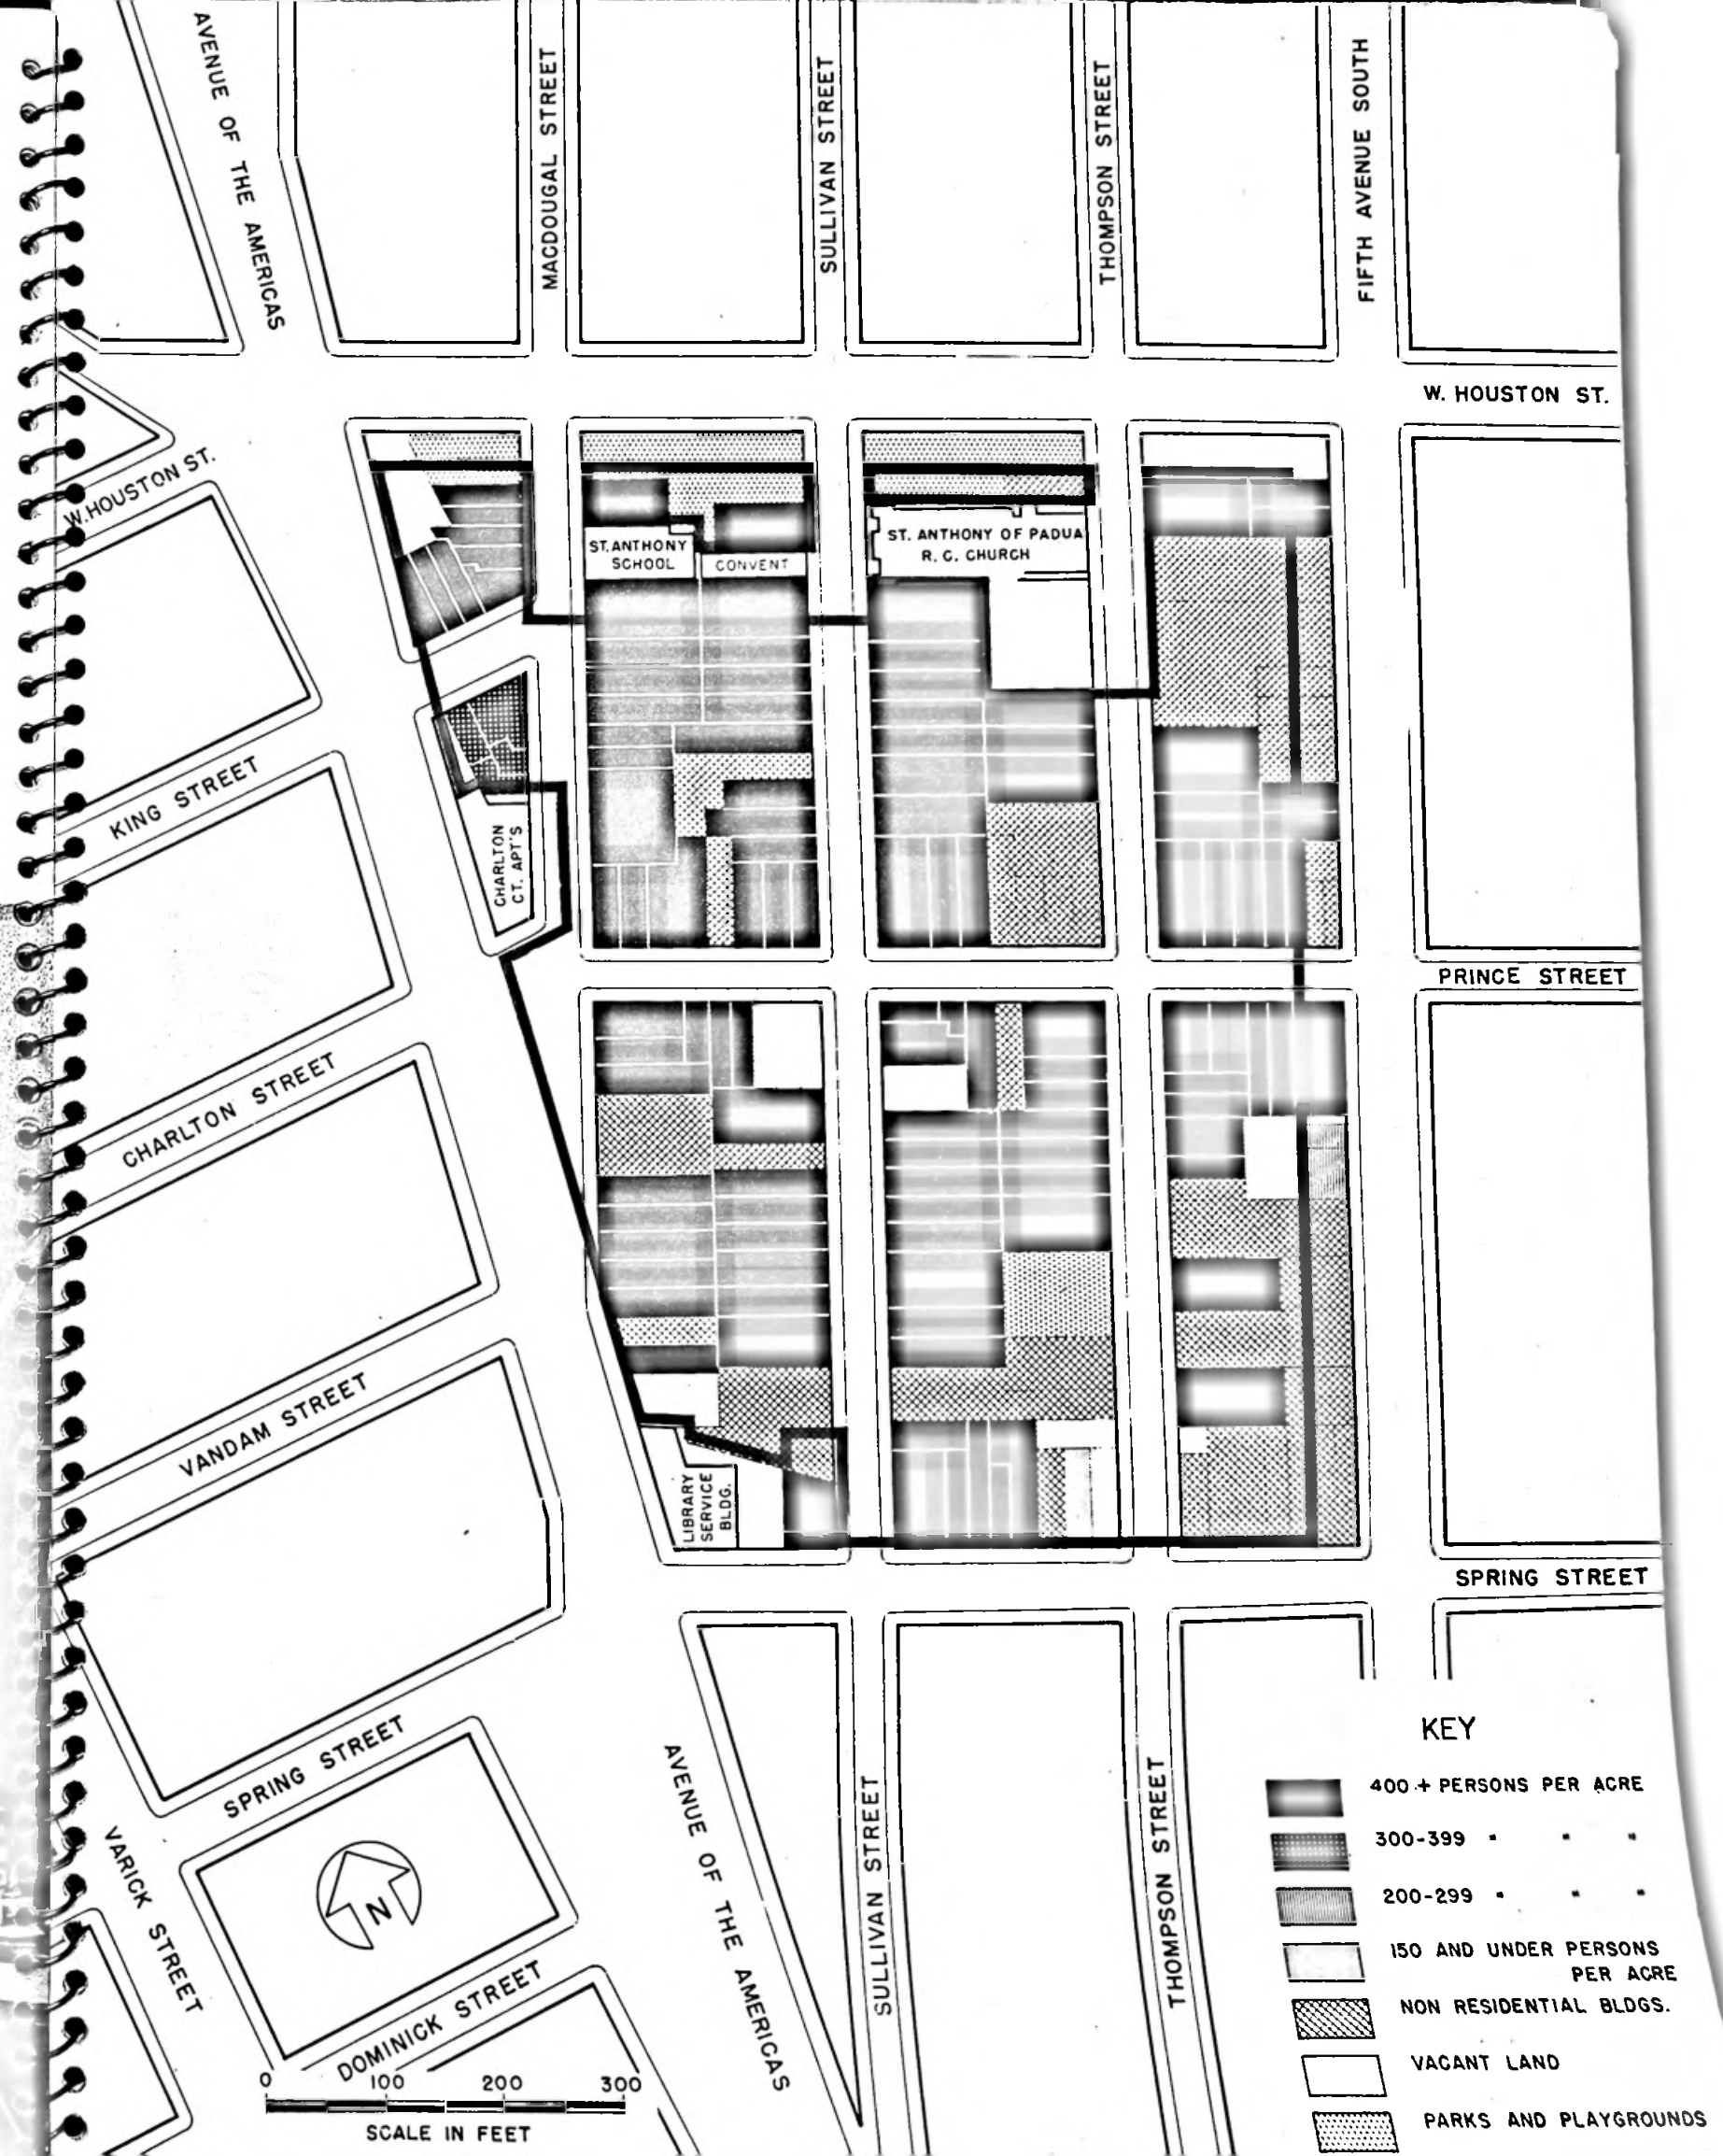 AVENUE OF THE AMERICAS
MACDOUGAL STREET
SULLIVAN STREET
THOMPSON STREET
FIFTH AVENUE SOUTH
W. HOUSTON ST.
W. HOUSTON ST.
ST. ANTHONY
SCHOOL
CONVENT
ST. ANTHONY OF PADUA
R. C. CHURCH
KING STREET
CHARLTON
CT. APT'S
PRINCE STREET
CHARLTON STREET
VANDAM STREET
LIBRARY
SERVICE
BLDG.
SPRING STREET
SPRING STREET
VARICK STREET
N
DOMINICK STREET
AVENUE OF THE AMERICAS
SULLIVAN STREET
THOMPSON STREET
0 100 200 300
SCALE IN FEET
KEY
400 + PERSONS PER ACRE
300-399 " " "
200-299 " " "
150 AND UNDER PERSONS
PER ACRE
NON RESIDENTIAL BLDGS.
VACANT LAND
PARKS AND PLAYGROUNDS